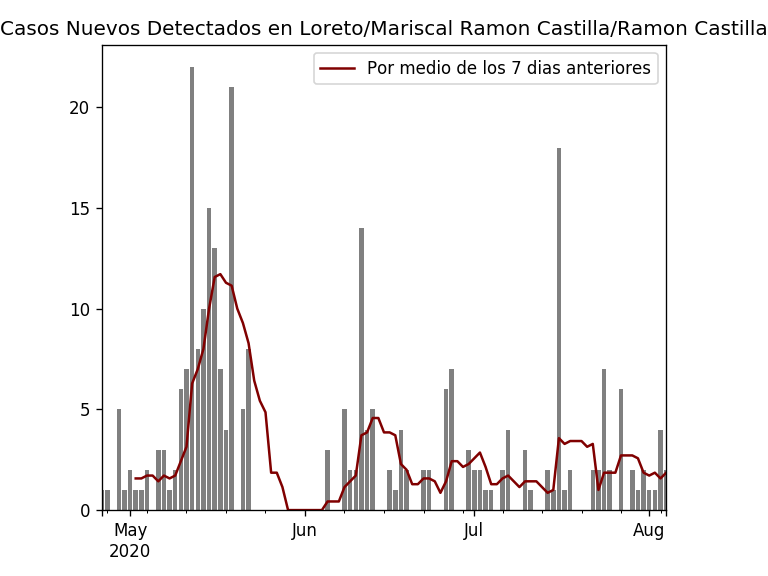 Casos Nuevos Detectados en Loreto/Mariscal Ramon Castilla/Ramon Castilla
Por medio de los 7 dias anteriores
20
15
10
5
0
May Jun Jul Aug
2020